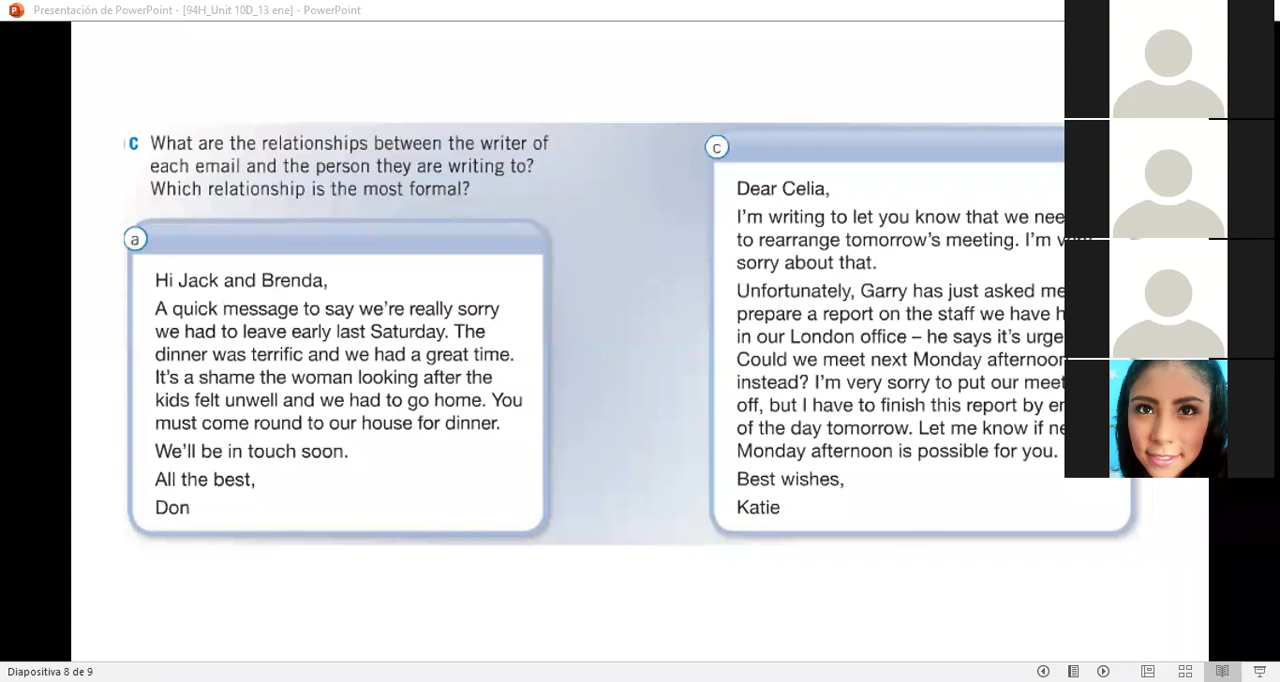 Presentación de PowerPoint - [94H_Unit 10D_13 ene] - PowerPoint
c What are the relationships between the writer of
each email and the person they are writing to?
Which relationship is the most formal?
a
Hi Jack and Brenda,
A quick message to say we're really sorry
we had to leave early last Saturday. The
dinner was terrific and we had a great time.
It's a shame the woman looking after the
kids felt unwell and we had to go home. You
must come round to our house for dinner.
We'll be in touch soon.
All the best,
Don
c
Dear Celia,
I'm writing to let you know that we
to rearrange tomorrow's meeting. I'm
sorry about that.
Unfortunately, Garry has just asked me
prepare a report on the staff we have
in our London office – he says it's
Could we meet next Monday afternoon
instead? I'm very sorry to put our
off, but I have to finish this report by
of the day tomorrow. Let me know if
Monday afternoon is possible for you.
Best wishes,
Katie
Diapositiva 8 de 9